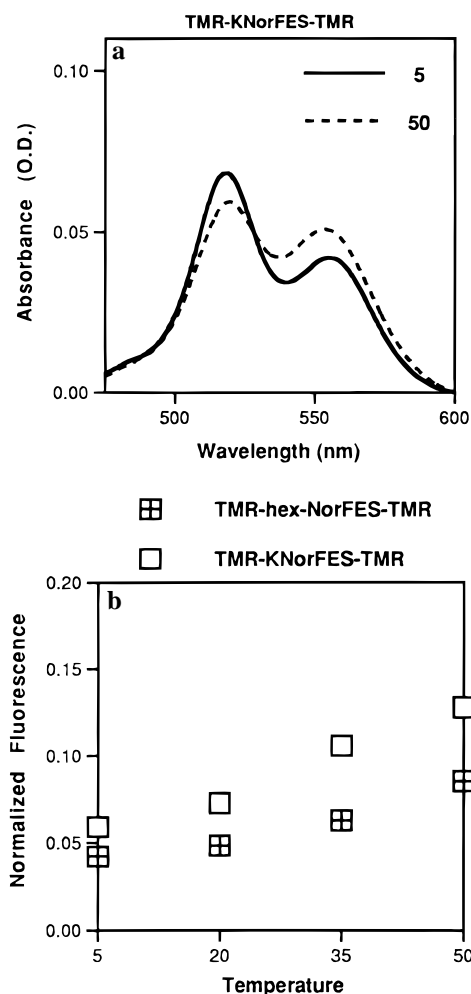 TMR-KNorFES-TMR
a
5
50
0.10
0.05
0.00
Absorbance (O.D.)
500
550
600
Wavelength (nm)
TMR-hex-NorFES-TMR
TMR-KNorFES-TMR
b
0.20
0.15
0.10
0.05
0.00
Normalized Fluorescence
5
20
35
50
Temperature